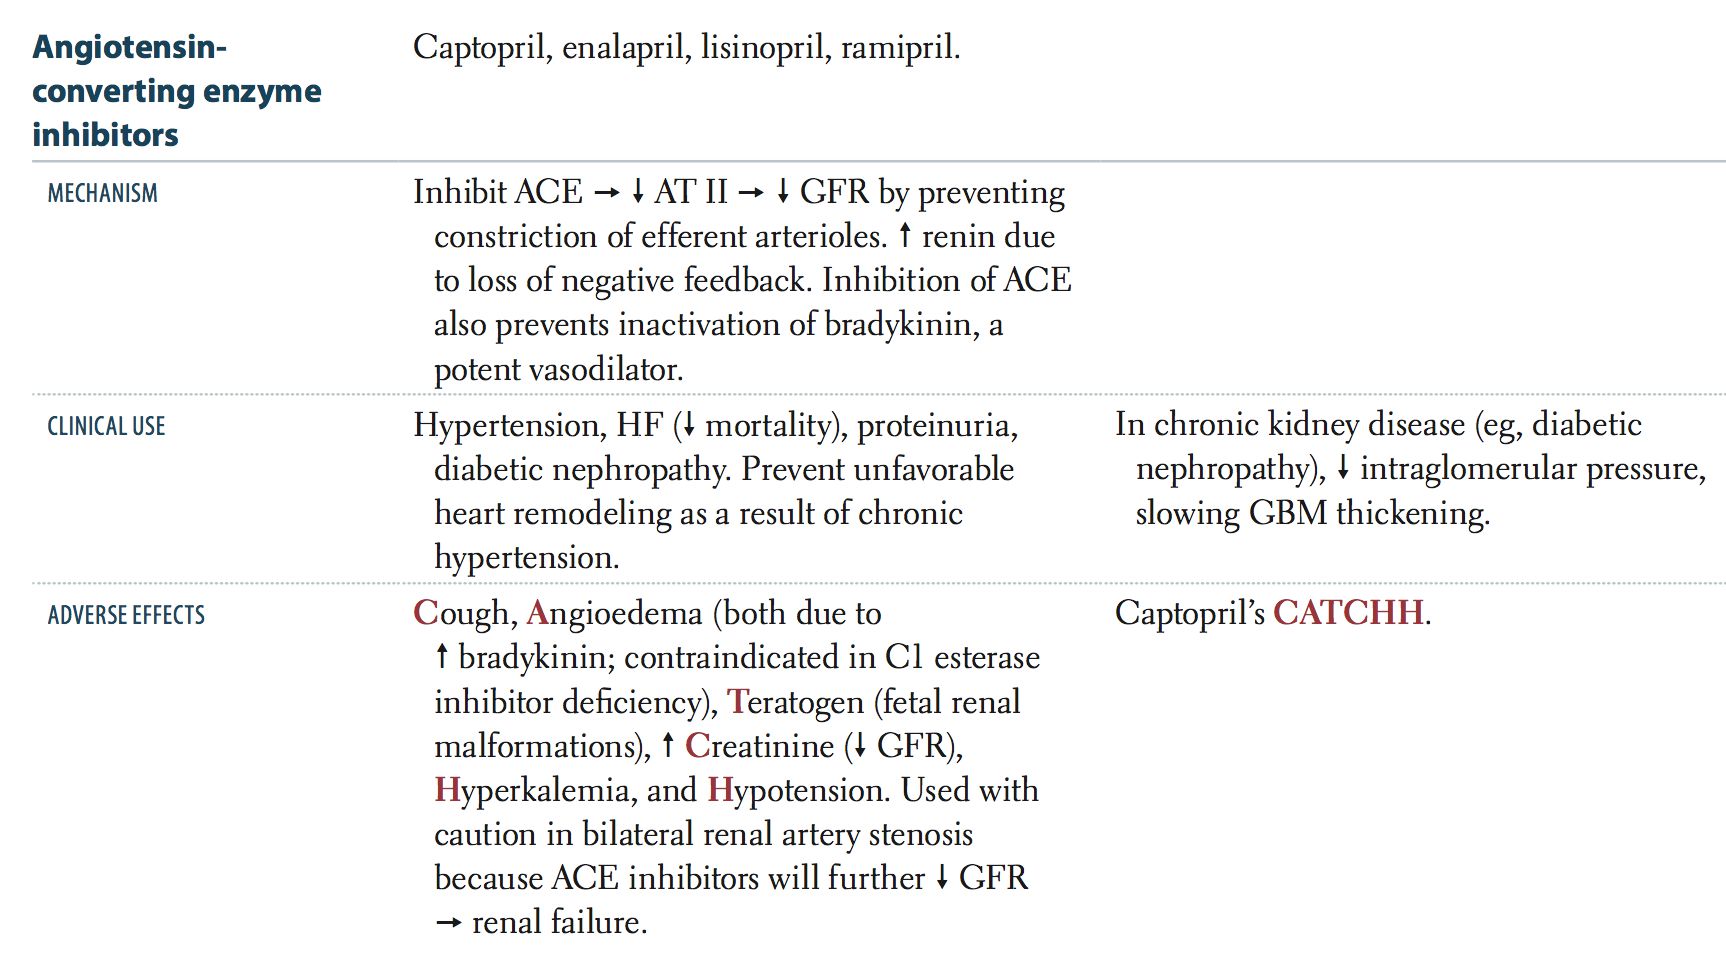 Angiotensin-
converting enzyme
inhibitors
Captopril, enalapril, lisinopril, ramipril.
MECHANISM
Inhibit ACE → ↓ AT II → ↓ GFR by preventing
constriction of efferent arterioles. ↑ renin due
to loss of negative feedback. Inhibition of ACE
also prevents inactivation of bradykinin, a
potent vasodilator.
CLINICAL USE
Hypertension, HF (↓ mortality), proteinuria,
diabetic nephropathy. Prevent unfavorable
heart remodeling as a result of chronic
hypertension.
In chronic kidney disease (eg, diabetic
nephropathy), ↓ intraglomerular pressure,
slowing GBM thickening.
ADVERSE EFFECTS
Cough, Angioedema (both due to
↑ bradykinin; contraindicated in C1 esterase
inhibitor deficiency), Teratogen (fetal renal
malformations), ↑ Creatinine (↓ GFR),
Hyperkalemia, and Hypotension. Used with
caution in bilateral renal artery stenosis
because ACE inhibitors will further ↓ GFR
→ renal failure.
Captopril’s CATCHH.